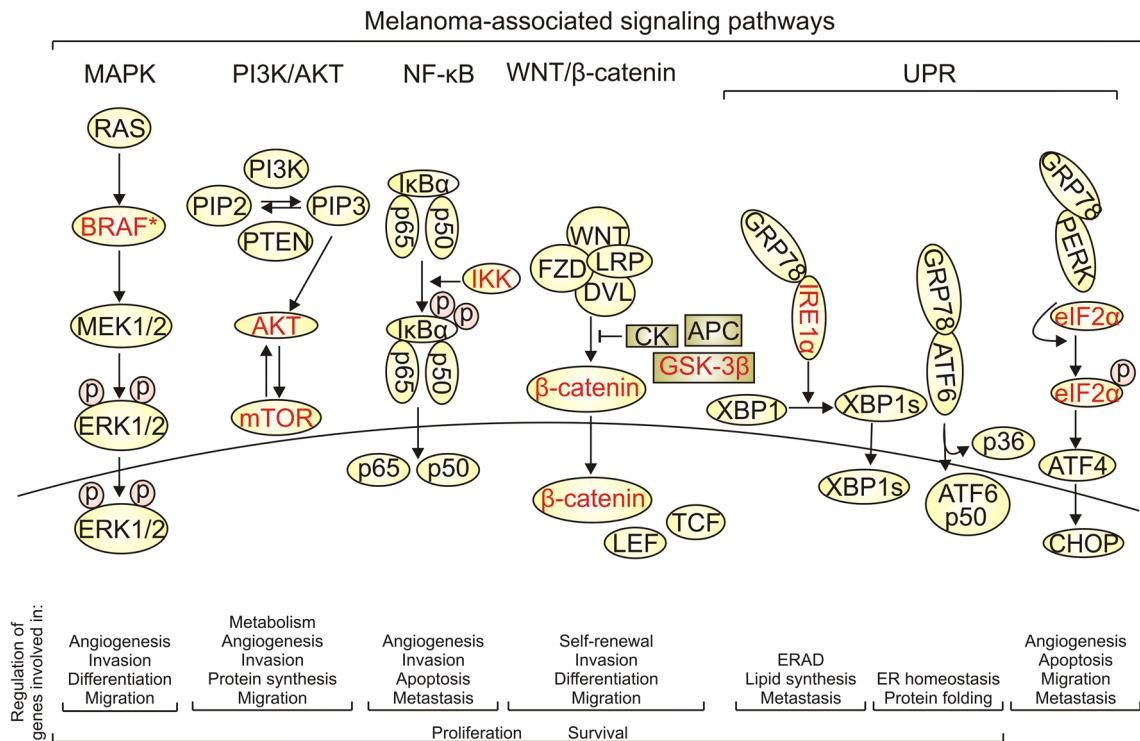 Melanoma-associated signaling pathways
MAPK
PI3K/AKT
NF-κB
WNT/β-catenin
UPR
RAS
BRAF*
MEK1/2
p p
ERK1/2
p p
ERK1/2
PI3K
PIP2
PIP3
PTEN
AKT
mTOR
IκBα
p65
p50
IKK
p
p
IκBα
p65
p50
p65
p50
WNT
FZD
LRP
DVL
CK
APC
GSK-3β
β-catenin
β-catenin
LEF
TCF
GRP78
IRE1α
XBP1
XBP1s
XBP1s
GRP78
ATF6
p36
ATF6
p50
GRP78
PERK
eIF2α
p
eIF2α
ATF4
CHOP
Regulation of
genes involved in:
Angiogenesis
Invasion
Differentiation
Migration
Metabolism
Angiogenesis
Invasion
Protein synthesis
Migration
Angiogenesis
Invasion
Apoptosis
Metastasis
Self-renewal
Invasion
Differentiation
Migration
ERAD
Lipid synthesis
Metastasis
ER homeostasis
Protein folding
Angiogenesis
Apoptosis
Migration
Metastasis
Proliferation Survival